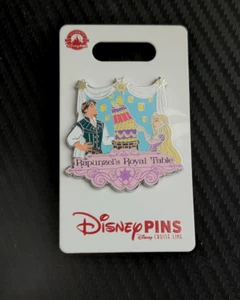 Rapunzel's Royal Table
DISNEY PINS
DISNEY CRUISE LINE